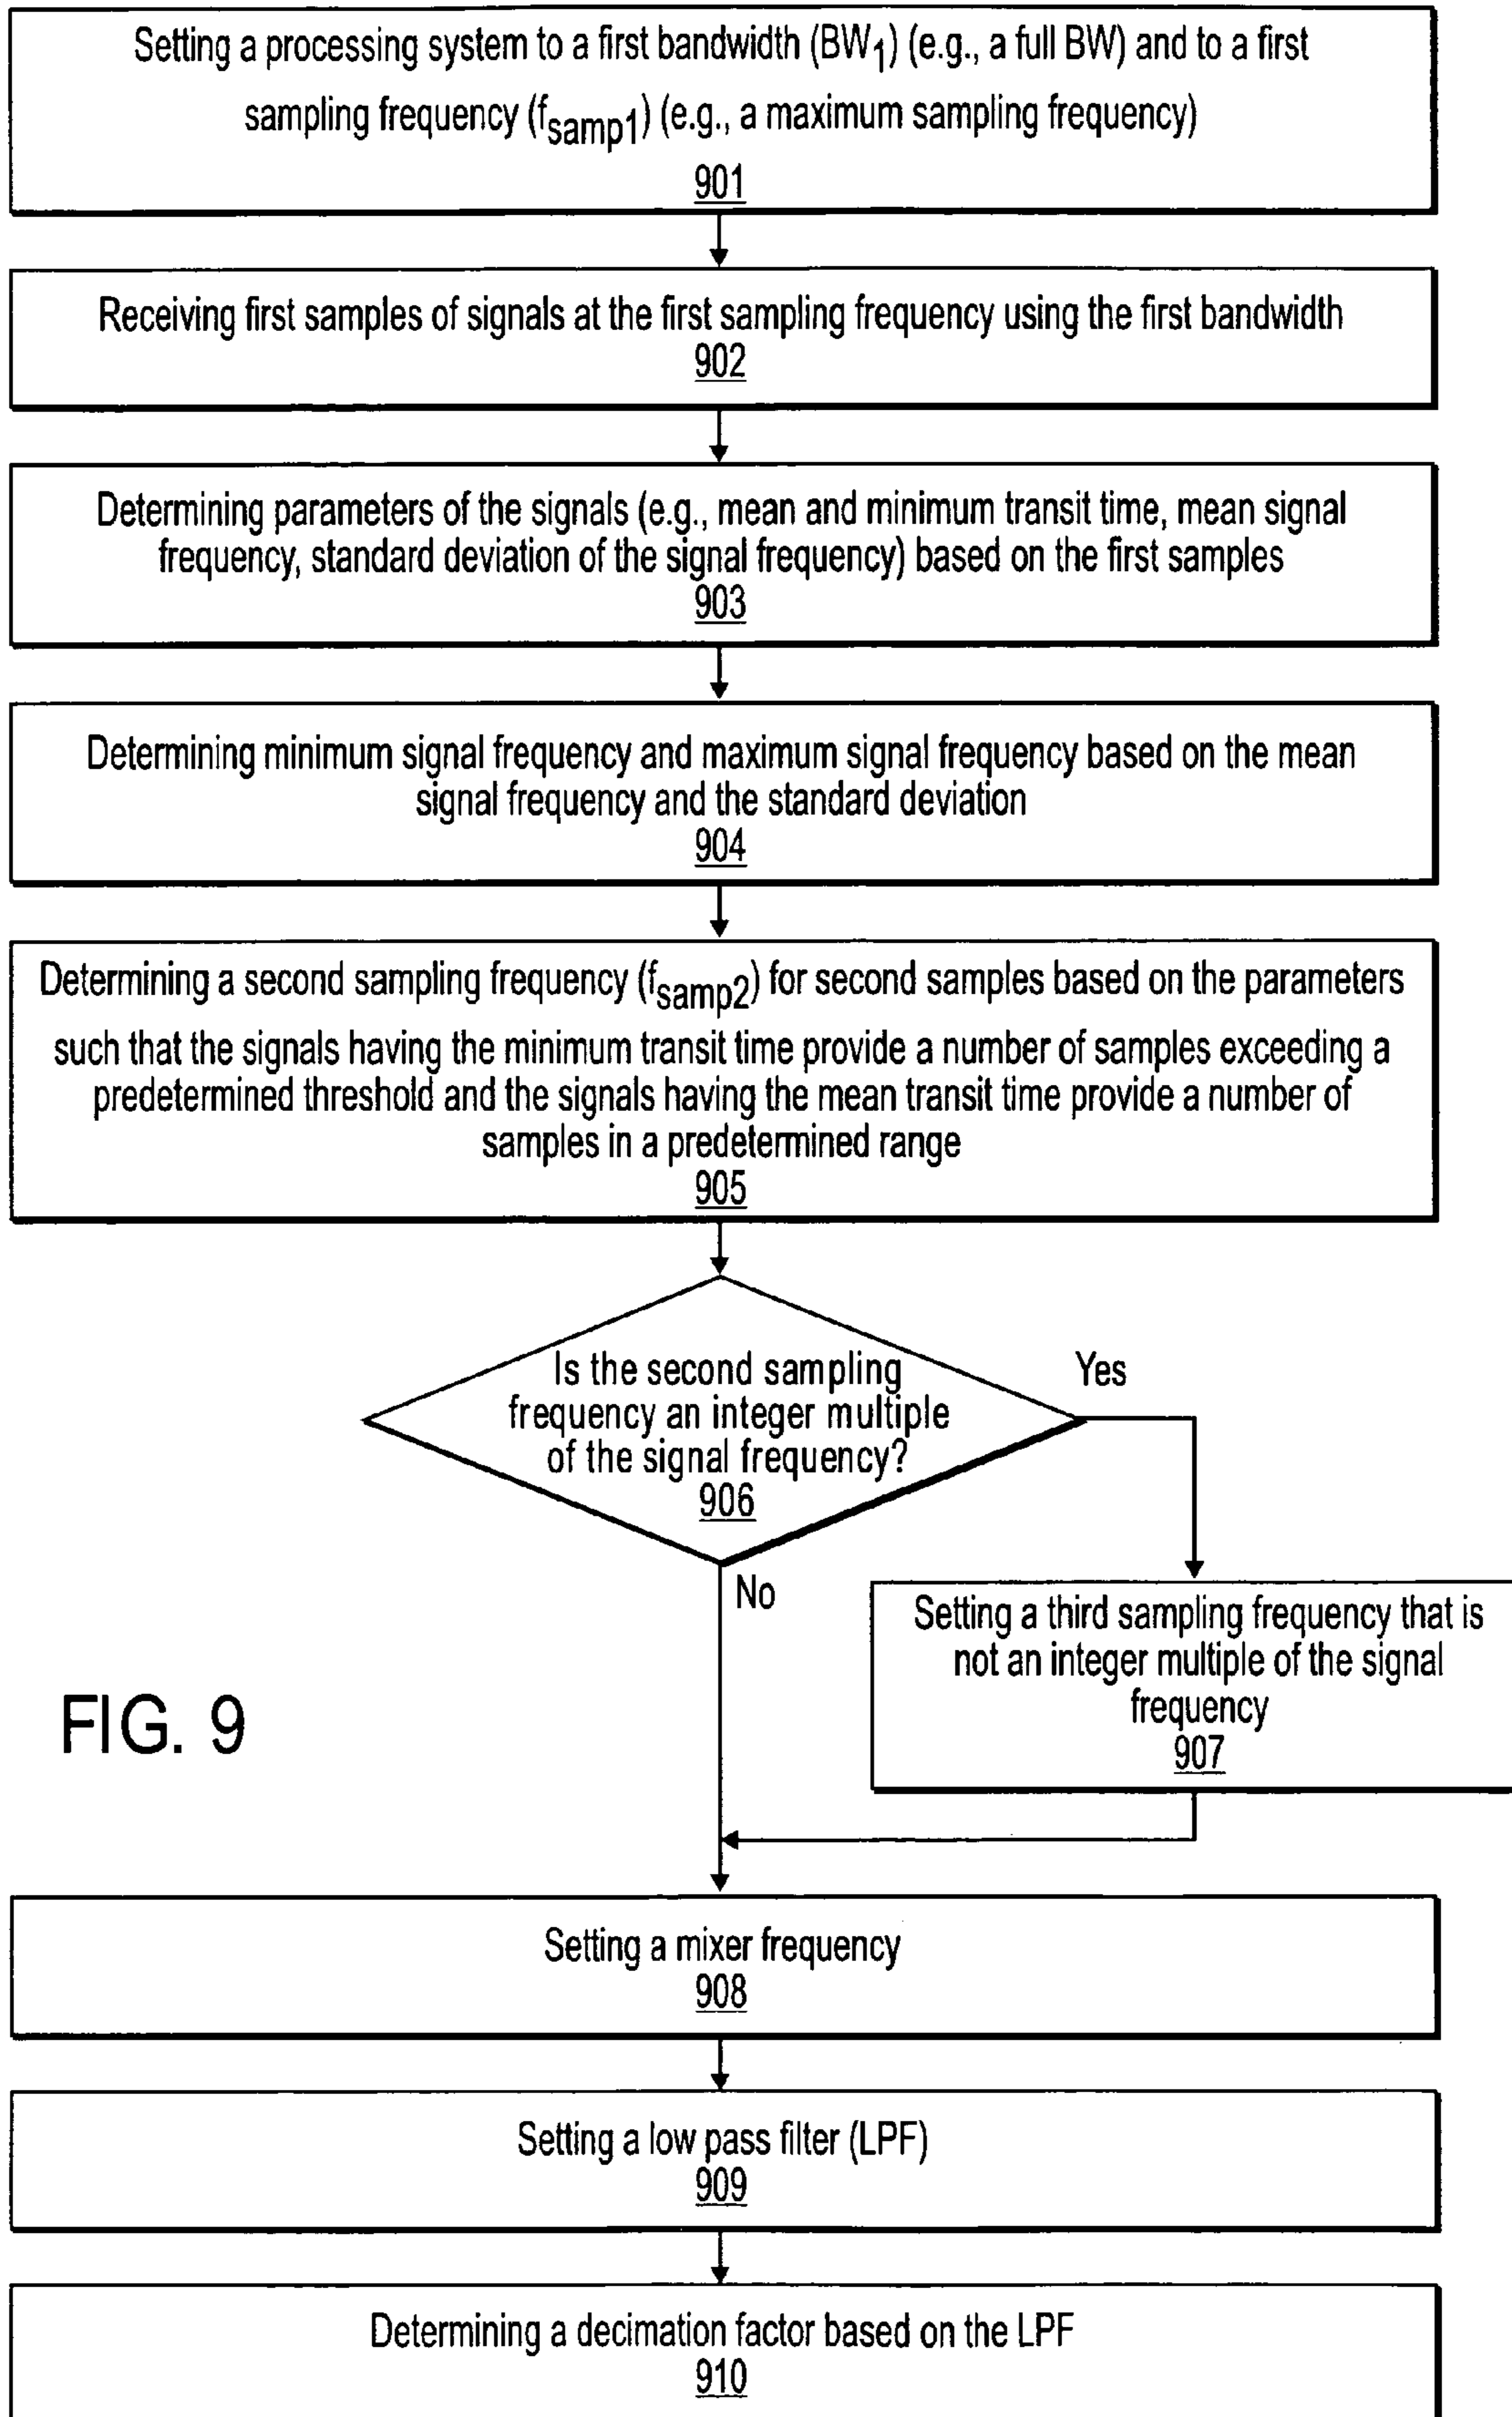 Setting a processing system to a first bandwidth (BW1) (e.g., a full BW) and to a first
sampling frequency (fsamp1) (e.g., a maximum sampling frequency)
901
Receiving first samples of signals at the first sampling frequency using the first bandwidth
902
Determining parameters of the signals (e.g., mean and minimum transit time, mean signal
frequency, standard deviation of the signal frequency) based on the first samples
903
Determining minimum signal frequency and maximum signal frequency based on the mean
signal frequency and the standard deviation
904
Determining a second sampling frequency (fsamp2) for second samples based on the parameters
such that the signals having the minimum transit time provide a number of samples exceeding a
predetermined threshold and the signals having the mean transit time provide a number of
samples in a predetermined range
905
Is the second sampling
frequency an integer multiple
of the signal frequency?
906
Yes
No
Setting a third sampling frequency that is
not an integer multiple of the signal
frequency
907
FIG. 9
Setting a mixer frequency
908
Setting a low pass filter (LPF)
909
Determining a decimation factor based on the LPF
910